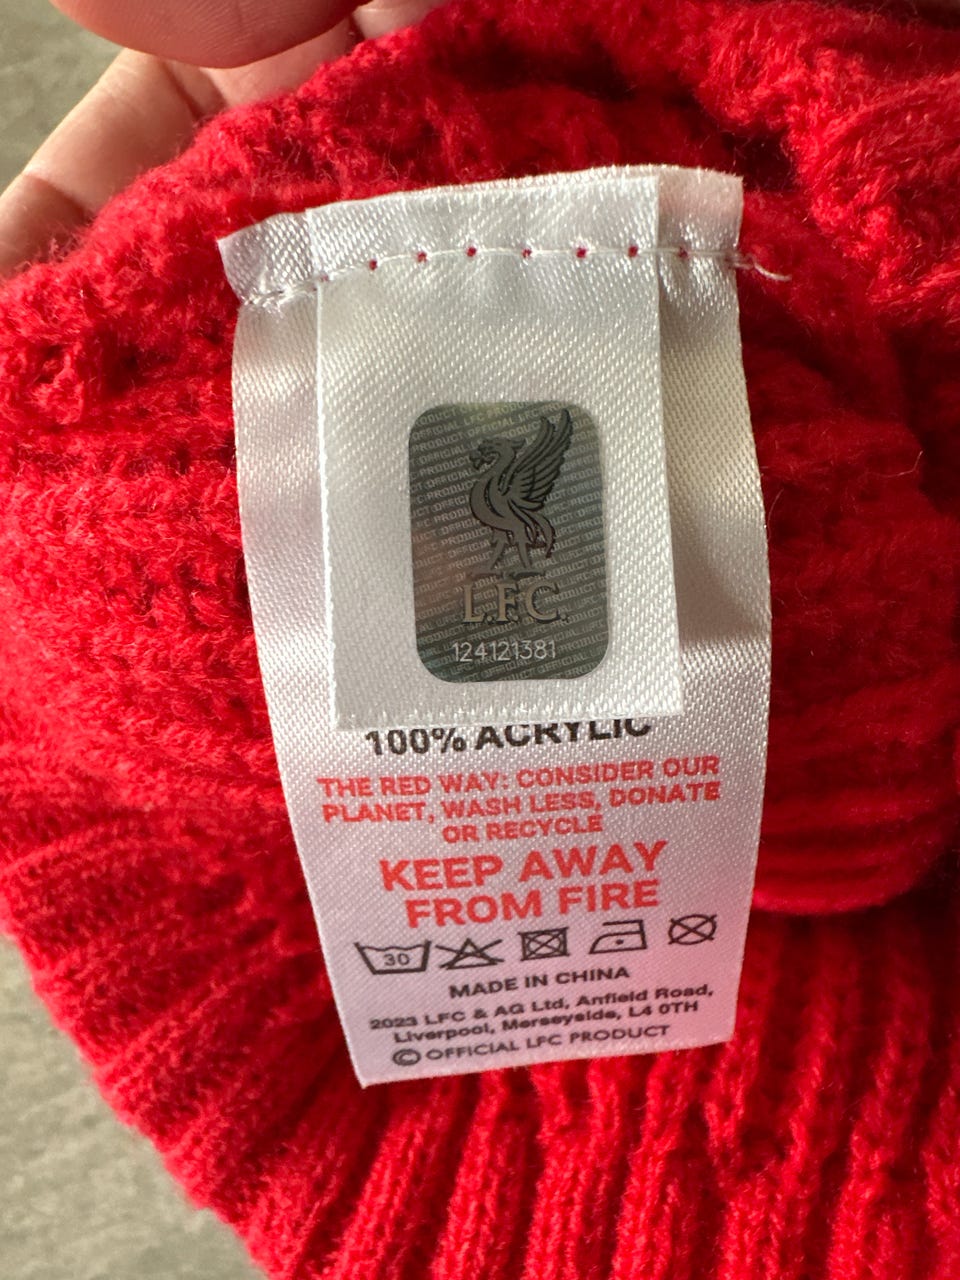 L.F.C.
124121381
100% ACRYLIC
THE RED WAY: CONSIDER OUR
PLANET, WASH LESS, DONATE
OR RECYCLE
KEEP AWAY
FROM FIRE
30
MADE IN CHINA
2023 LFC & AG Ltd, Anfield Road,
Liverpool, Merseyside, L4 0TH
© OFFICIAL LFC PRODUCT